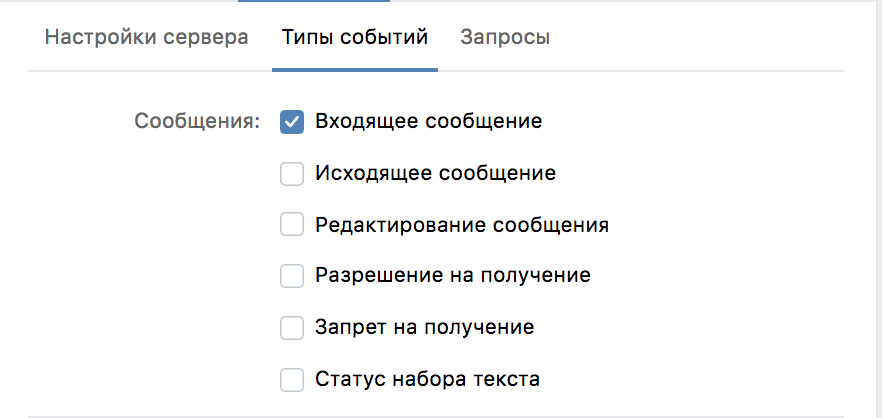 Настройки сервера Типы событий Запросы
Сообщения: Входящее сообщение
Исходящее сообщение
Редактирование сообщения
Разрешение на получение
Запрет на получение
Статус набора текста